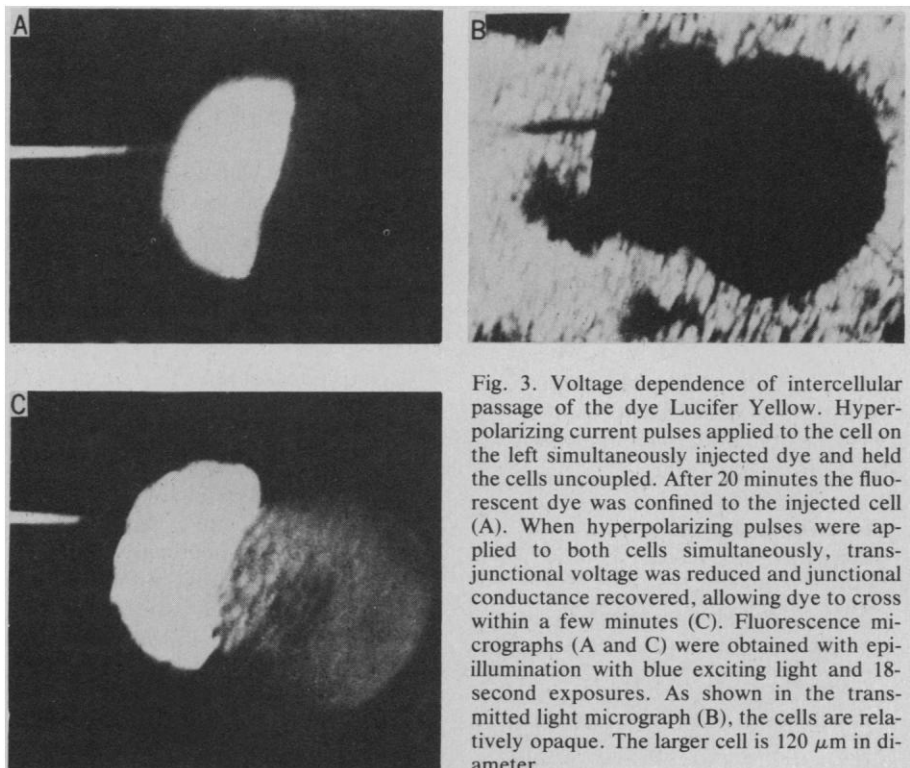 A
B
C
Fig. 3. Voltage dependence of intercellular
passage of the dye Lucifer Yellow. Hyper-
polarizing current pulses applied to the cell on
the left simultaneously injected dye and held
the cells uncoupled. After 20 minutes the fluo-
rescent dye was confined to the injected cell
(A). When hyperpolarizing pulses were ap-
plied to both cells simultaneously, trans-
junctional voltage was reduced and junctional
conductance recovered, allowing dye to cross
within a few minutes (C). Fluorescence mi-
crographs (A and C) were obtained with epi-
illumination with blue exciting light and 18-
second exposures. As shown in the trans-
mitted light micrograph (B), the cells are rela-
tively opaque. The larger cell is 120 μm in di-
ameter